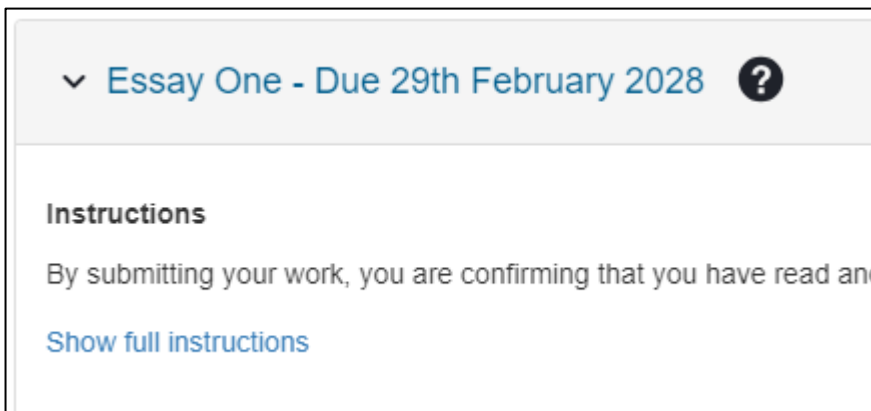 Essay One - Due 29th February 2028 ?
Instructions
By submitting your work, you are confirming that you have read and
Show full instructions